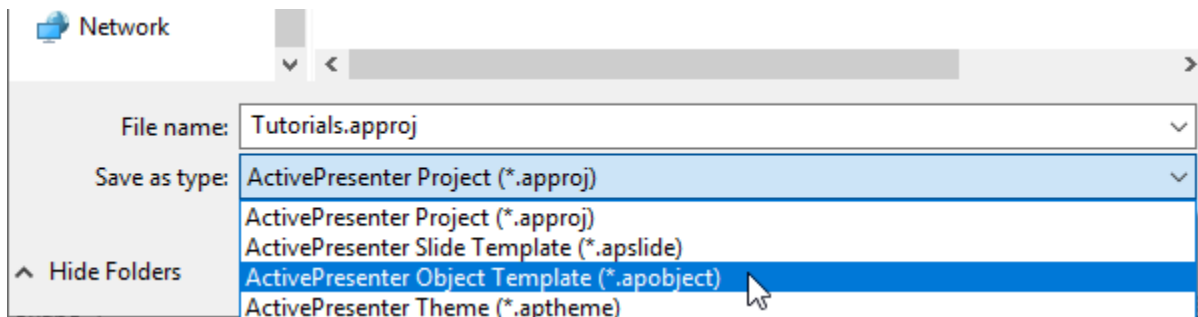 Network
File name: Tutorials.approj
Save as type: ActivePresenter Project (*.approj)
ActivePresenter Project (*.approj)
ActivePresenter Slide Template (*.apslide)
Hide Folders
ActivePresenter Object Template (*.apobject)
ActivePresenter Theme (*.aptheme)